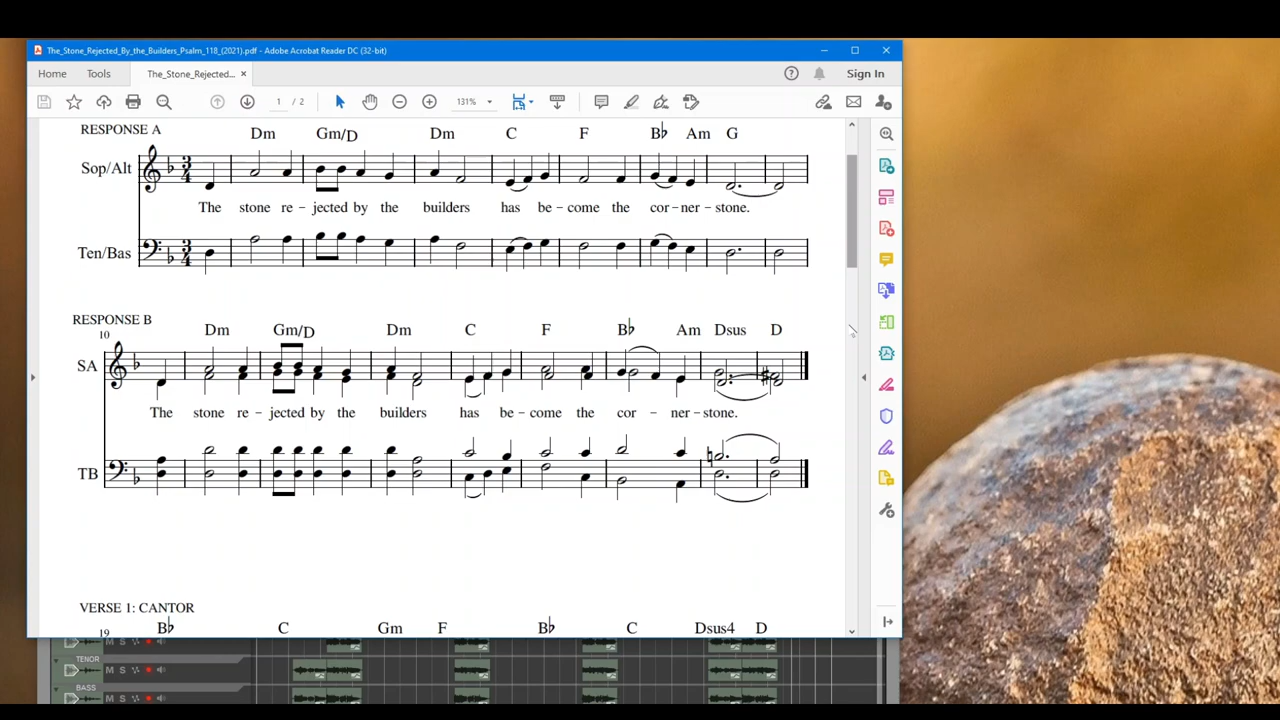 The_Stone_Rejected_By_the_Builders_Psalm_118_(2021).pdf - Adobe Acrobat Reader DC (32-bit)
Home Tools The_Stone_Rejected... × Sign In
1 / 2 131%
RESPONSE A
Dm Gm/D Dm C F B♭ Am G
Sop/Alt
The stone re – jected by the builders has be – come the cor – ner – stone.
Ten/Bas
RESPONSE B
10 Dm Gm/D Dm C F B♭ Am Dsus D
SA
The stone re – jected by the builders has be – come the cor – ner – stone.
TB
VERSE 1: CANTOR
19 B♭ C Gm F B♭ C Dsus4 D
M S
TENOR
M S
BASS
M S